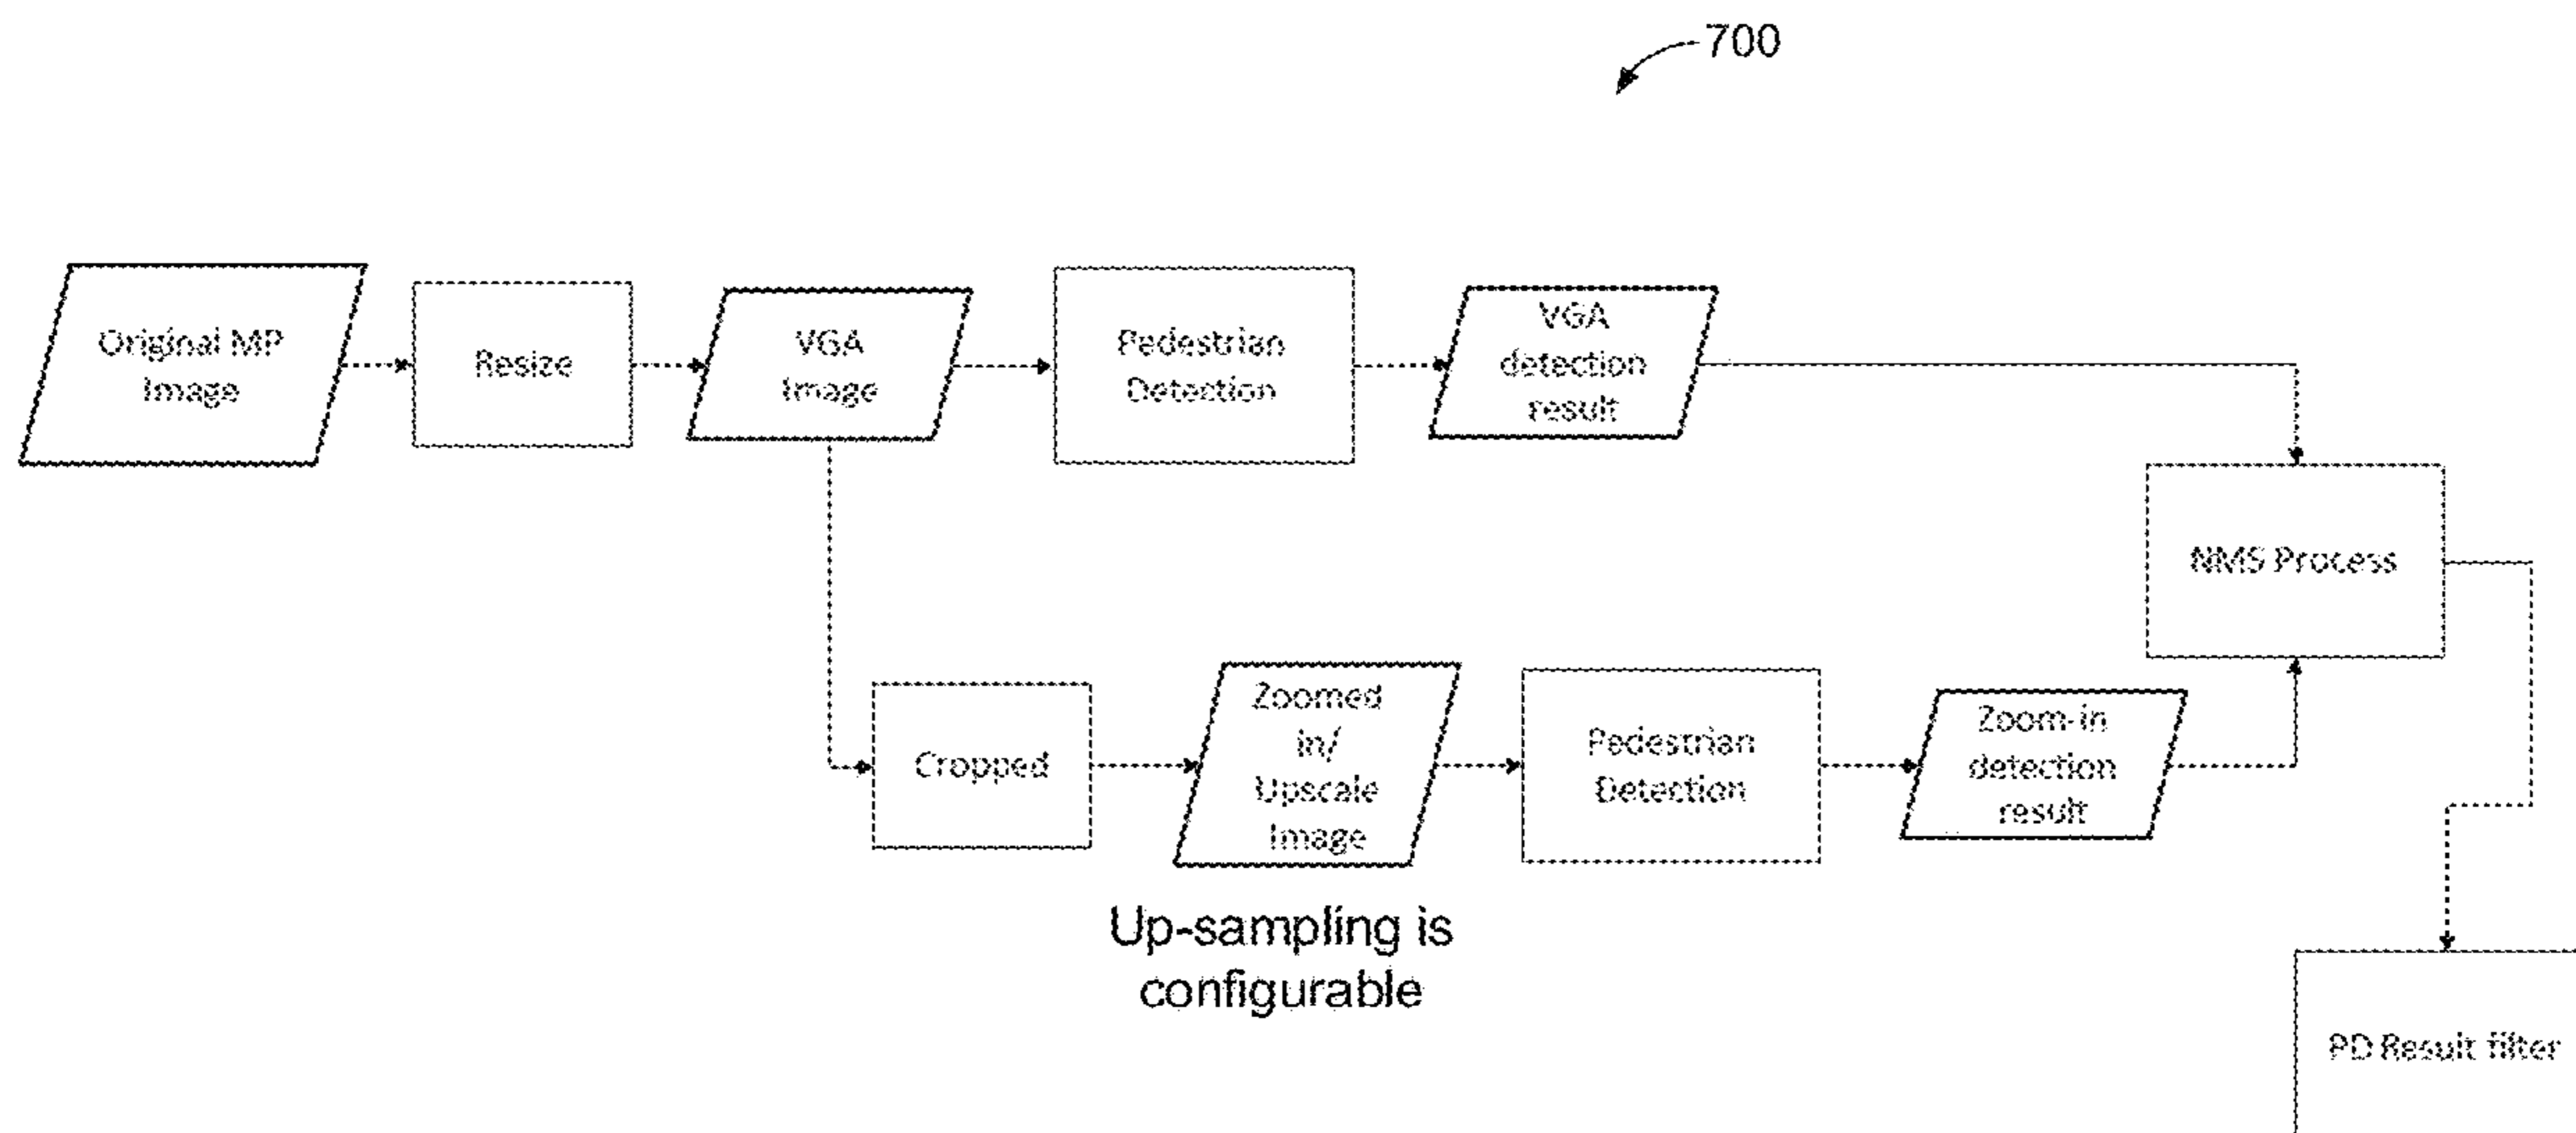 700
Original MP
Image
Resize
VGA
Image
Pedestrian
Detection
VGA
detection
result
NMS Process
Cropped
Zoomed
in/
Upscale
Image
Pedestrian
Detection
Zoom-in
detection
result
Up-sampling is
configurable
PD Result filter